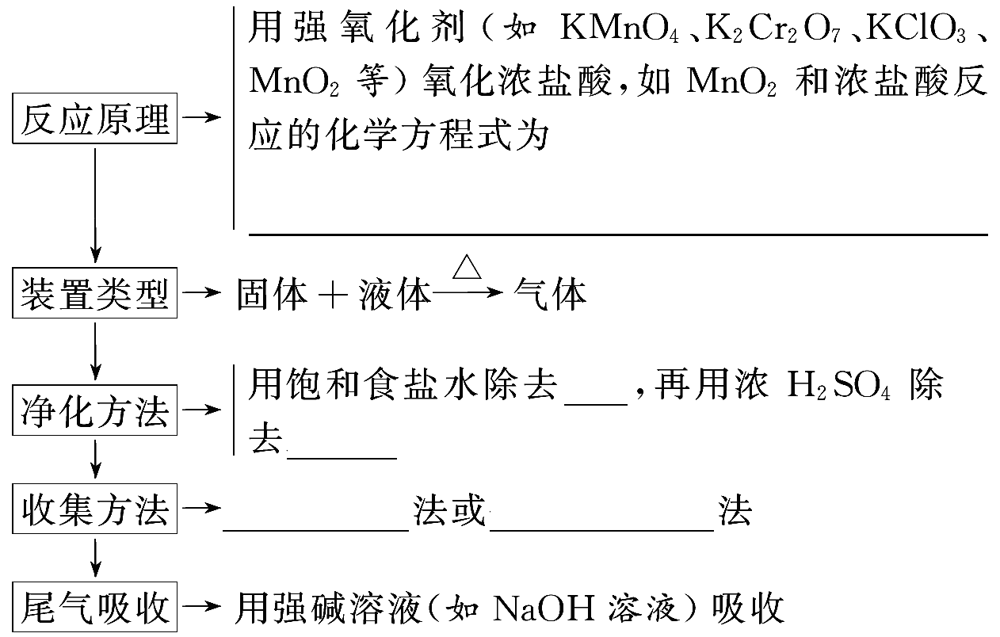 用强氧化剂(如 KMnO₄、K₂Cr₂O₇、KClO₃、
MnO₂ 等)氧化浓盐酸,如 MnO₂ 和浓盐酸反
应的化学方程式为
反应原理
装置类型 固体+液体△气体
用饱和食盐水除去____,再用浓 H₂SO₄ 除
净化方法
去______
收集方法 __________法或____________法
尾气吸收 用强碱溶液(如 NaOH 溶液)吸收